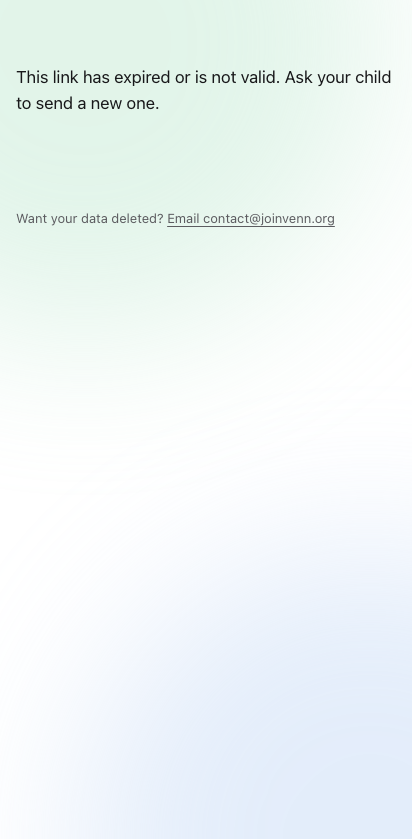 This link has expired or is not valid. Ask your child
to send a new one.
Want your data deleted? Email contact@joinvenn.org